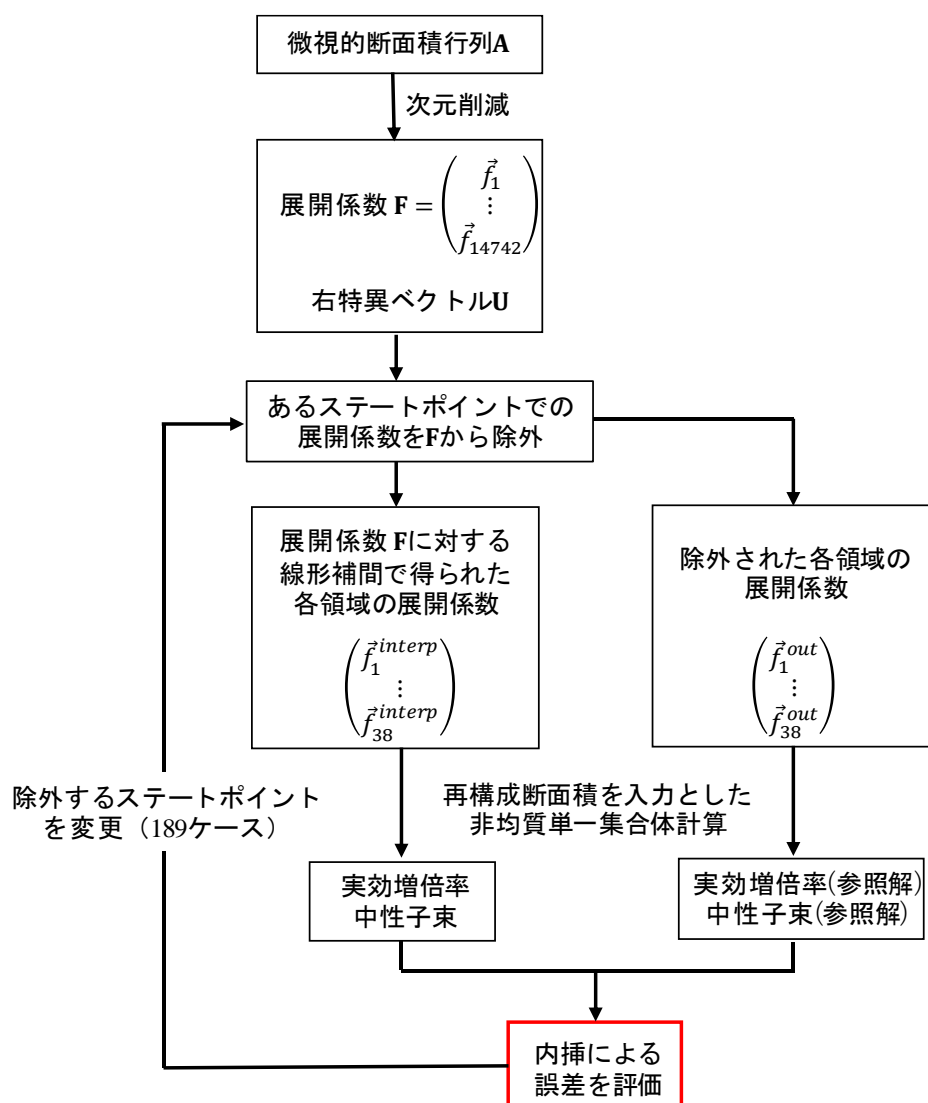 微視的断面積行列A
次元削減
展開係数 F = ( f⃗_1 ⋮ f⃗_14742 )
右特異ベクトルU
あるステートポイントでの
展開係数をFから除外
展開係数 Fに対する
線形補間で得られた
各領域の展開係数
( f⃗_1^interp ⋮ f⃗_38^interp )
除外された各領域の
展開係数
( f⃗_1^out ⋮ f⃗_38^out )
除外するステートポイント
を変更（189ケース）
再構成断面積を入力とした
非均質単一集合体計算
実効増倍率
中性子束
実効増倍率(参照解)
中性子束(参照解)
内挿による
誤差を評価